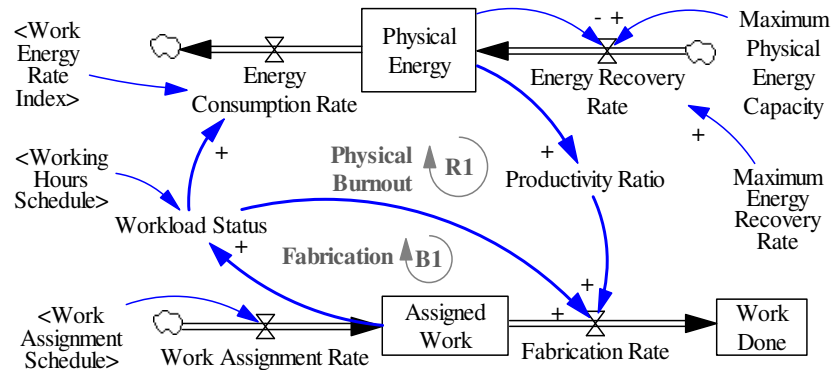 <Work
Energy
Rate
Index>
Energy
Consumption Rate
Physical
Energy
- +
Energy Recovery
Rate
Maximum
Physical
Energy
Capacity
+
+
<Working
Hours
Schedule>
Physical
Burnout
R1
+
Productivity Ratio
Maximum
Energy
Recovery
Rate
Workload Status
+
Fabrication
B1
<Work
Assignment
Schedule>
Work Assignment Rate
Assigned
Work
+
+
Fabrication Rate
Work
Done